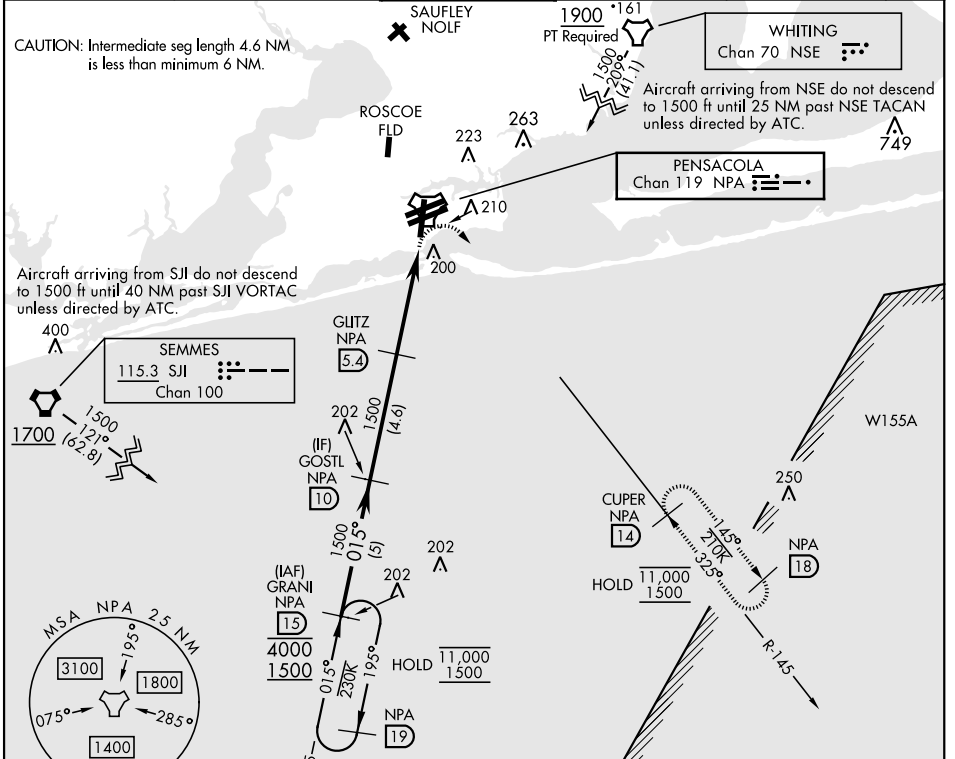 CAUTION: Intermediate seg length 4.6 NM
is less than minimum 6 NM.
SAUFLEY
NOLF
1900
PT Required
161
1500
209°
(41.1)
WHITING
Chan 70 NSE
Aircraft arriving from NSE do not descend
to 1500 ft until 25 NM past NSE TACAN
unless directed by ATC.
749
ROSCOE
FLD
223
263
PENSACOLA
Chan 119 NPA
210
200
Aircraft arriving from SJI do not descend
to 1500 ft until 40 NM past SJI VORTAC
unless directed by ATC.
400
SEMMES
115.3 SJI
Chan 100
1700
1500
121°
(62.8)
GLITZ
NPA
5.4
1500
(4.6)
202
(IF)
GOSTL
NPA
10
1500
015°
(5)
(IAF)
GRANI
NPA
15
4000
1500
202
202
015°
230K
195°
HOLD 11,000
1500
NPA
19
W155A
250
CUPER
NPA
14
145°
210K
325°
NPA
18
HOLD 11,000
1500
R-145
MSA NPA 25 NM
195°
3100
1800
075°
285°
1400